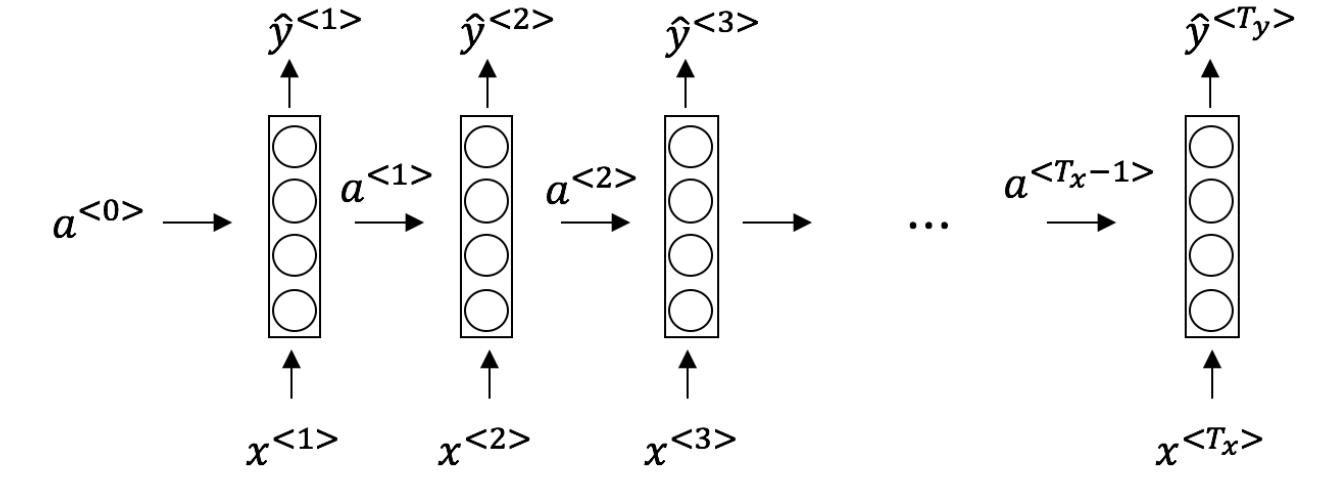 ŷ<1> ŷ<2> ŷ<3> ŷ<Ty>
a<0> a<1> a<2> ... a<Tx−1>
x<1> x<2> x<3> x<Tx>